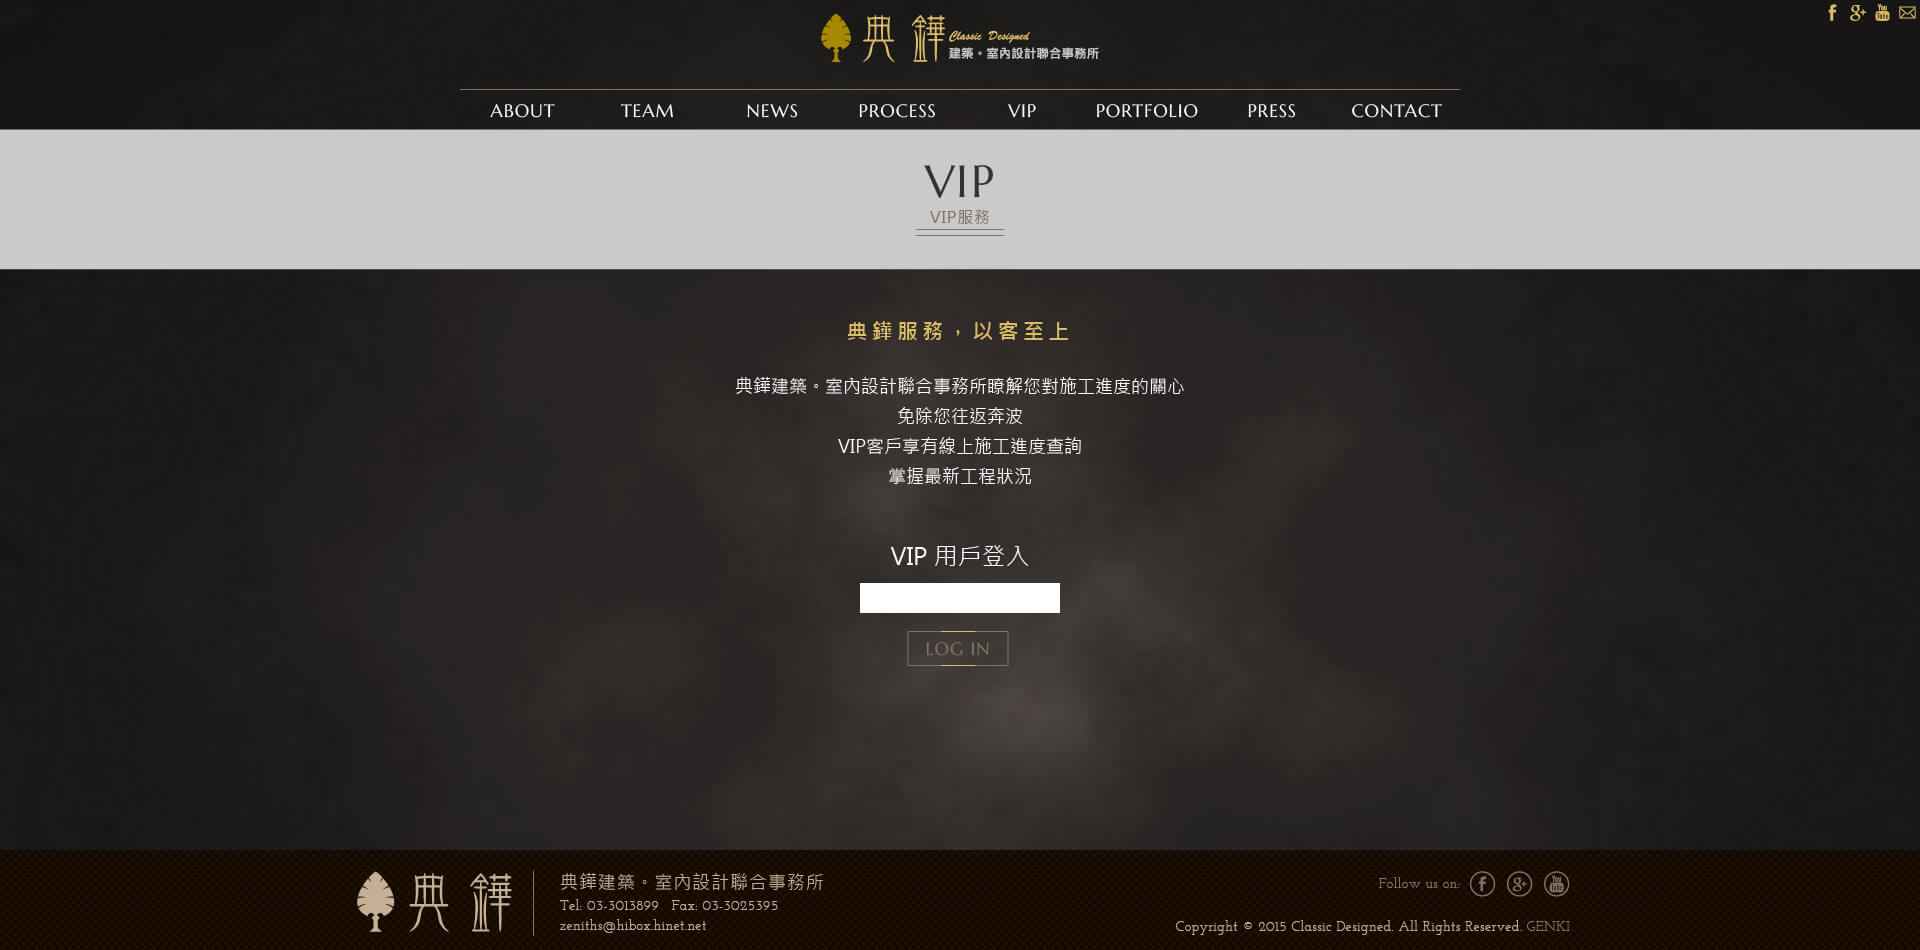 典鏵 Classic Designed
建築。室內設計聯合事務所
ABOUT TEAM NEWS PROCESS VIP PORTFOLIO PRESS CONTACT
VIP
VIP服務
典鏵服務，以客至上
典鏵建築。室內設計聯合事務所瞭解您對施工進度的關心
免除您往返奔波
VIP客戶享有線上施工進度查詢
掌握最新工程狀況
VIP 用戶登入
LOG IN
典鏵
典鏵建築。室內設計聯合事務所
Tel: 03-3013899 Fax: 03-3025395
zeniths@hibox.hinet.net
Follow us on:
Copyright © 2015 Classic Designed. All Rights Reserved. GENKI